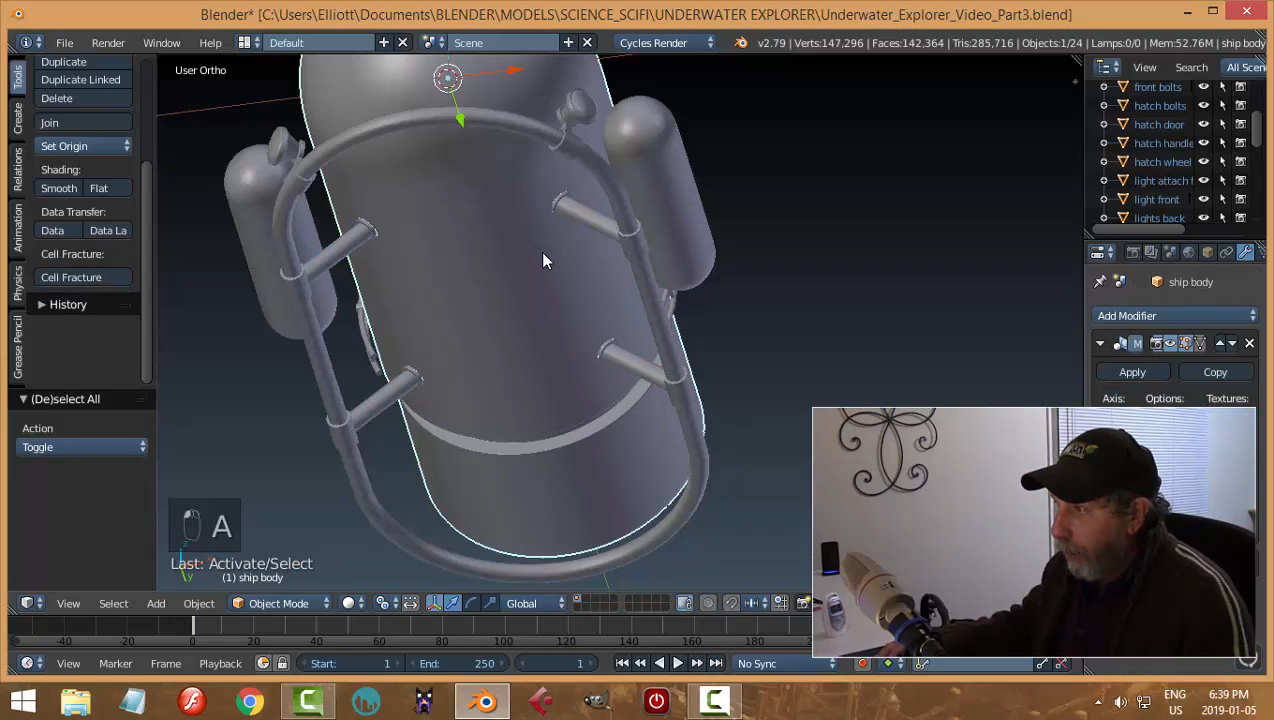 Blender* [C:\Users\Elliott\Documents\BLENDER\MODELS\SCIENCE_SCIFI\UNDERWATER EXPLORER\Underwater_Explorer_Video_Part3.blend]
File Render Window Help Default Scene Cycles Render v2.79 | Verts:147,296 | Faces:142,364 | Tris:285,716 | Objects:1/24 | Lamps:0/0 | Mem:52.76M | ship body
User Ortho
View Search All Scen
Tools
Create
Relations
Animation
Physics
Grease Pencil
Duplicate
Duplicate Linked
Delete
Join
Set Origin
Shading:
Smooth Flat
Data Transfer:
Data Data La
Cell Fracture:
Cell Fracture
History
(De)select All
Action
Toggle
front bolts
hatch bolts
hatch door
hatch handle
hatch wheel
light attach f
light front
lights back
ship body
Add Modifier
M
Apply Copy
Axis: Options: Textures:
A
Last: Activate/Select
z
y
(1) ship body
View Select Add Object Object Mode Global
-40 -20 0 20 40 60 80 100 120 140 160 180
View Marker Frame Playback Start: 1 End: 250 1 No Sync
ENG
US
6:39 PM
2019-01-05